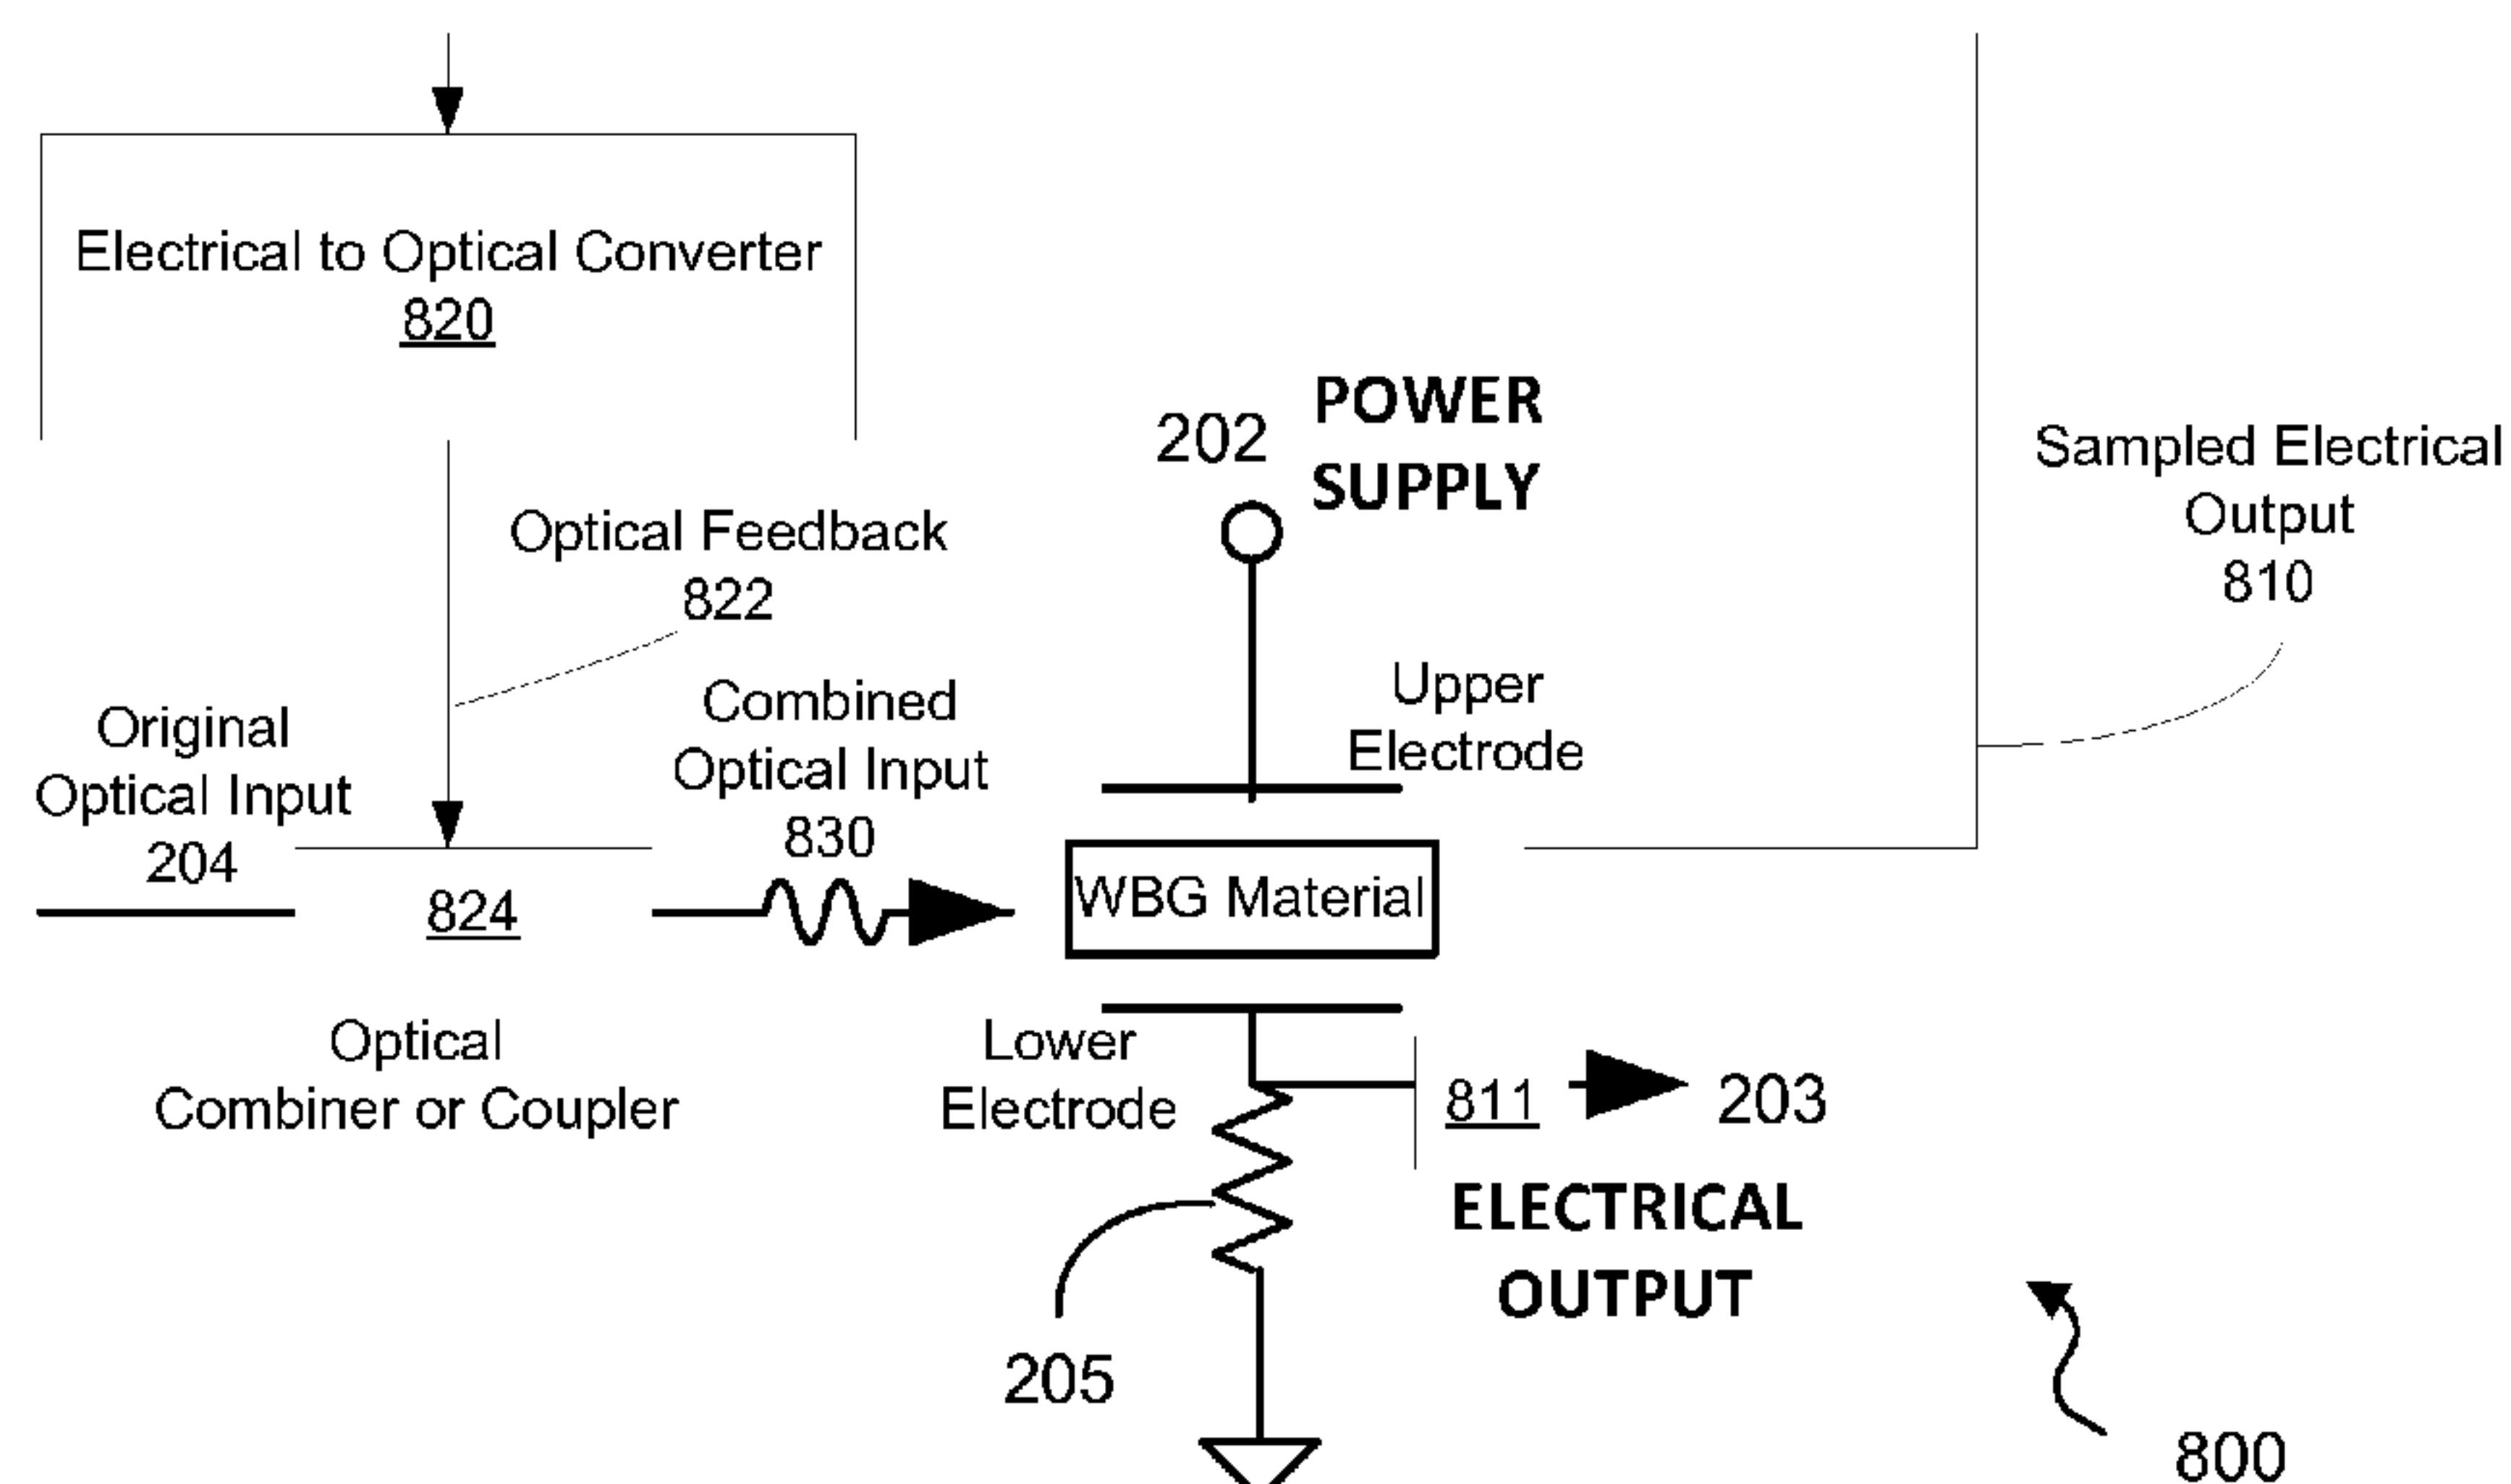 Electrical to Optical Converter
820
POWER
SUPPLY
202
Sampled Electrical
Output
810
Optical Feedback
822
Upper
Electrode
Combined
Optical Input
830
Original
Optical Input
204
824
WBG Material
Optical
Combiner or Coupler
Lower
Electrode
811
203
ELECTRICAL
OUTPUT
205
800